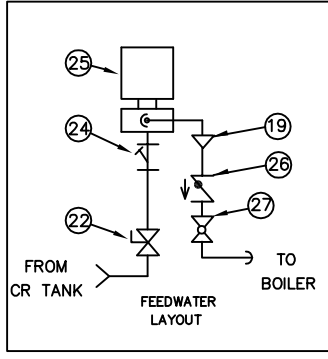 25
24
19
26
22
27
FROM
CR TANK
TO
BOILER
FEEDWATER
LAYOUT